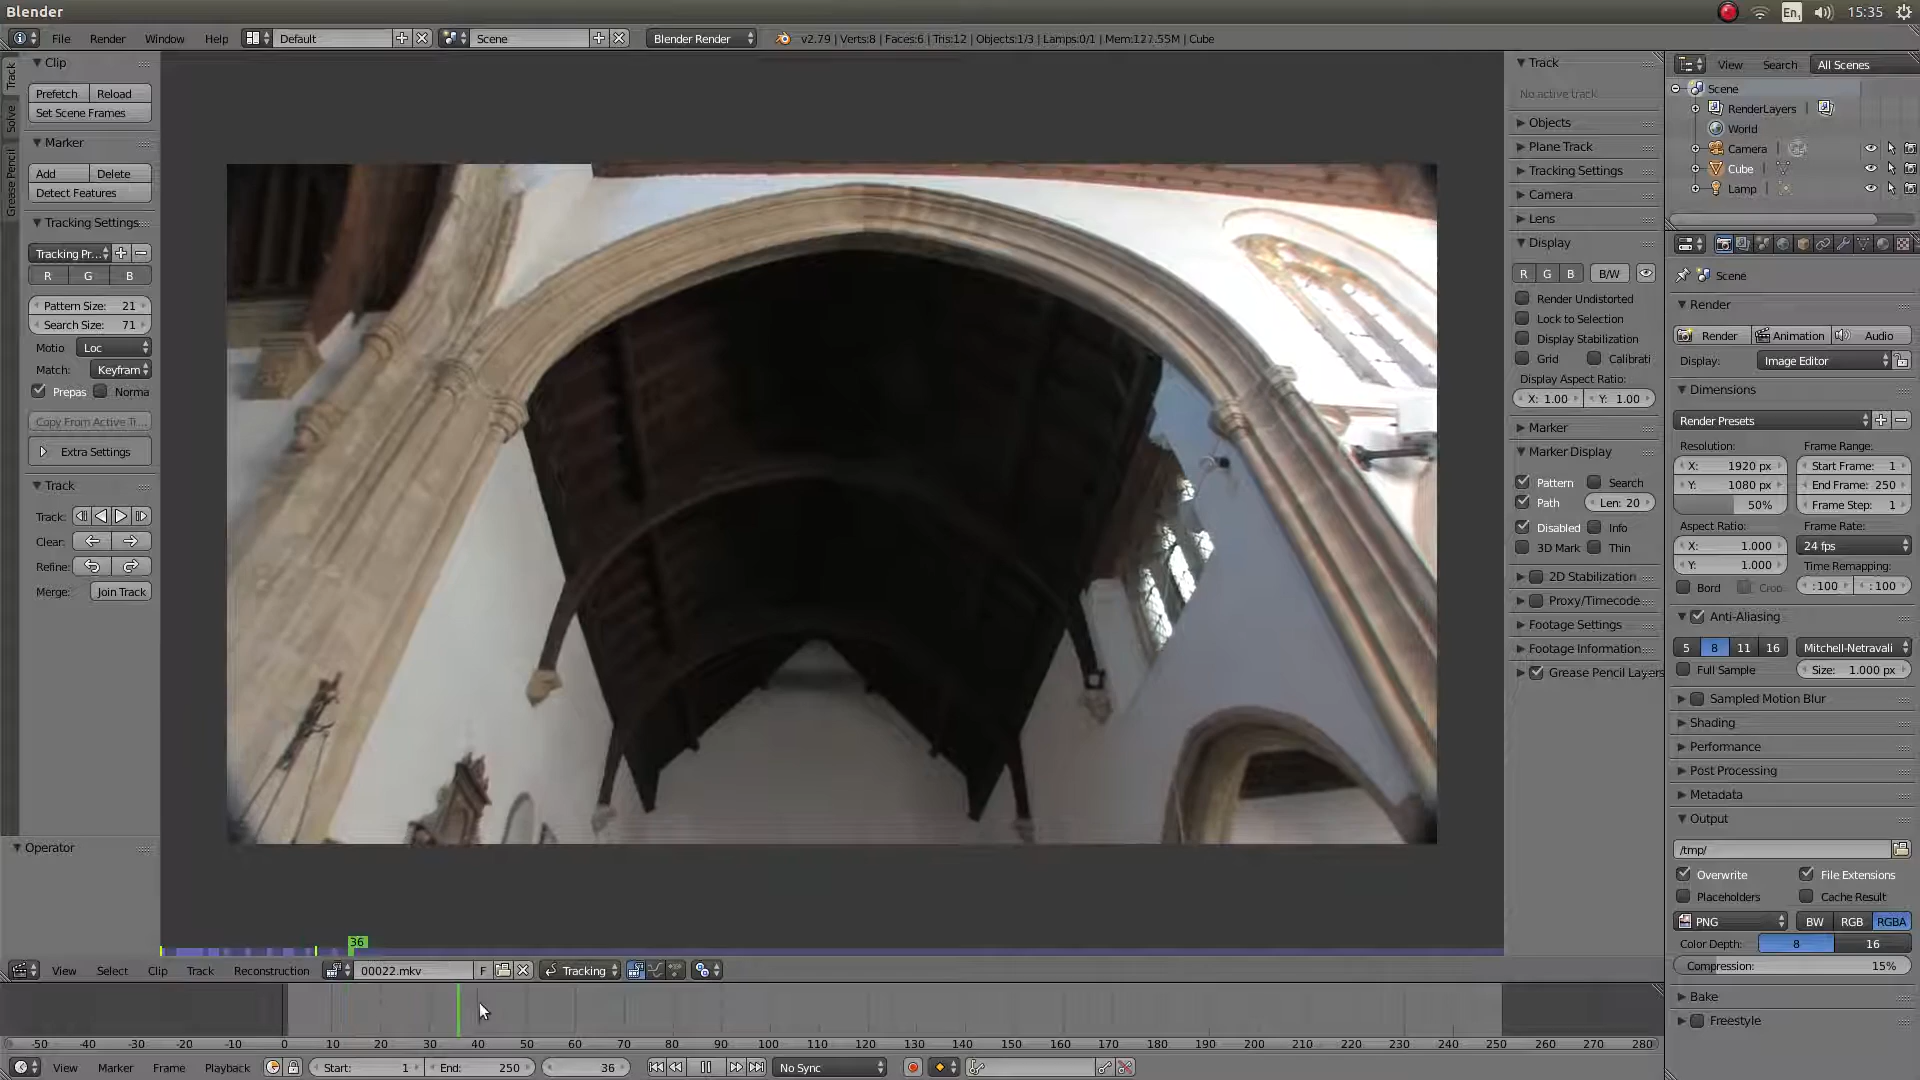 Blender
En1
15:35
File Render Window Help Default Scene Blender Render v2.79 | Verts:8 | Faces:6 | Tris:12 | Objects:1/3 | Lamps:0/1 | Mem:127.55M | Cube
Track
Solve
Grease Pencil
Clip
Prefetch Reload
Set Scene Frames
Marker
Add Delete
Detect Features
Tracking Settings
Tracking Pr...
R G B
Pattern Size: 21
Search Size: 71
Motio Loc
Match: Keyfram
Prepas Norma
Copy From Active Tr...
Extra Settings
Track
Track:
Clear:
Refine:
Merge: Join Track
Operator
Track
No active track
Objects
Plane Track
Tracking Settings
Camera
Lens
Display
R G B B/W
Render Undistorted
Lock to Selection
Display Stabilization
Grid Calibrati
Display Aspect Ratio:
X: 1.00 Y: 1.00
Marker
Marker Display
Pattern Search
Path Len: 20
Disabled Info
3D Mark Thin
2D Stabilization
Proxy/Timecode
Footage Settings
Footage Information
Grease Pencil Layers
View Search All Scenes
Scene
RenderLayers
World
Camera
Cube
Lamp
Scene
Render
Render Animation Audio
Display: Image Editor
Dimensions
Render Presets
Resolution: Frame Range:
X: 1920 px Start Frame: 1
Y: 1080 px End Frame: 250
50% Frame Step: 1
Aspect Ratio: Frame Rate:
X: 1.000 24 fps
Y: 1.000 Time Remapping:
Bord Crop :100 :100
Anti-Aliasing
5 8 11 16 Mitchell-Netravali
Full Sample Size: 1.000 px
Sampled Motion Blur
Shading
Performance
Post Processing
Metadata
Output
/tmp/
Overwrite File Extensions
Placeholders Cache Result
PNG BW RGB RGBA
Color Depth: 8 16
Compression: 15%
Bake
Freestyle
36
View Select Clip Track Reconstruction 00022.mkv F Tracking
-50 -40 -30 -20 -10 0 10 20 30 40 50 60 70 80 90 100 110 120 130 140 150 160 170 180 190 200 210 220 230 240 250 260 270 280
View Marker Frame Playback Start: 1 End: 250 36 No Sync